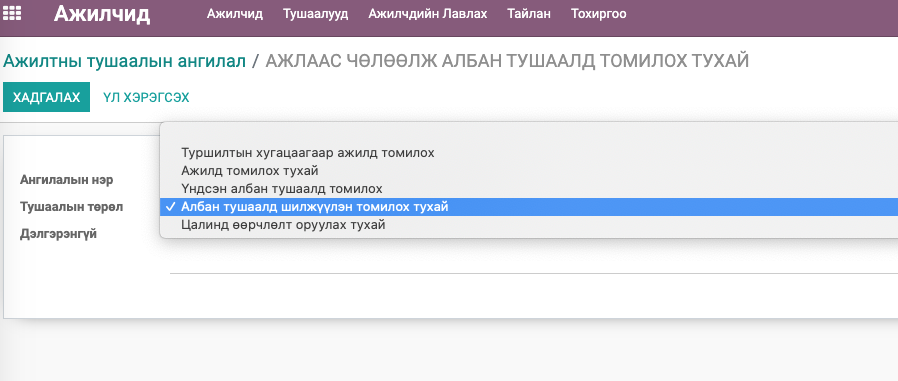 Ажилчид Ажилчид Тушаалууд Ажилчдийн Лавлах Тайлан Тохиргоо
Ажилтны тушаалын ангилал / АЖЛААС ЧӨЛӨӨЛЖ АЛБАН ТУШААЛД ТОМИЛОХ ТУХАЙ
ХАДГАЛАХ ҮЛ ХЭРЭГСЭХ
Туршилтын хугацаагаар ажилд томилох
Ажилд томилох тухай
Ангилалын нэр
Үндсэн албан тушаалд томилох
Тушаалын төрөл
✓ Албан тушаалд шилжүүлэн томилох тухай
Дэлгэрэнгүй
Цалинд өөрчлөлт оруулах тухай